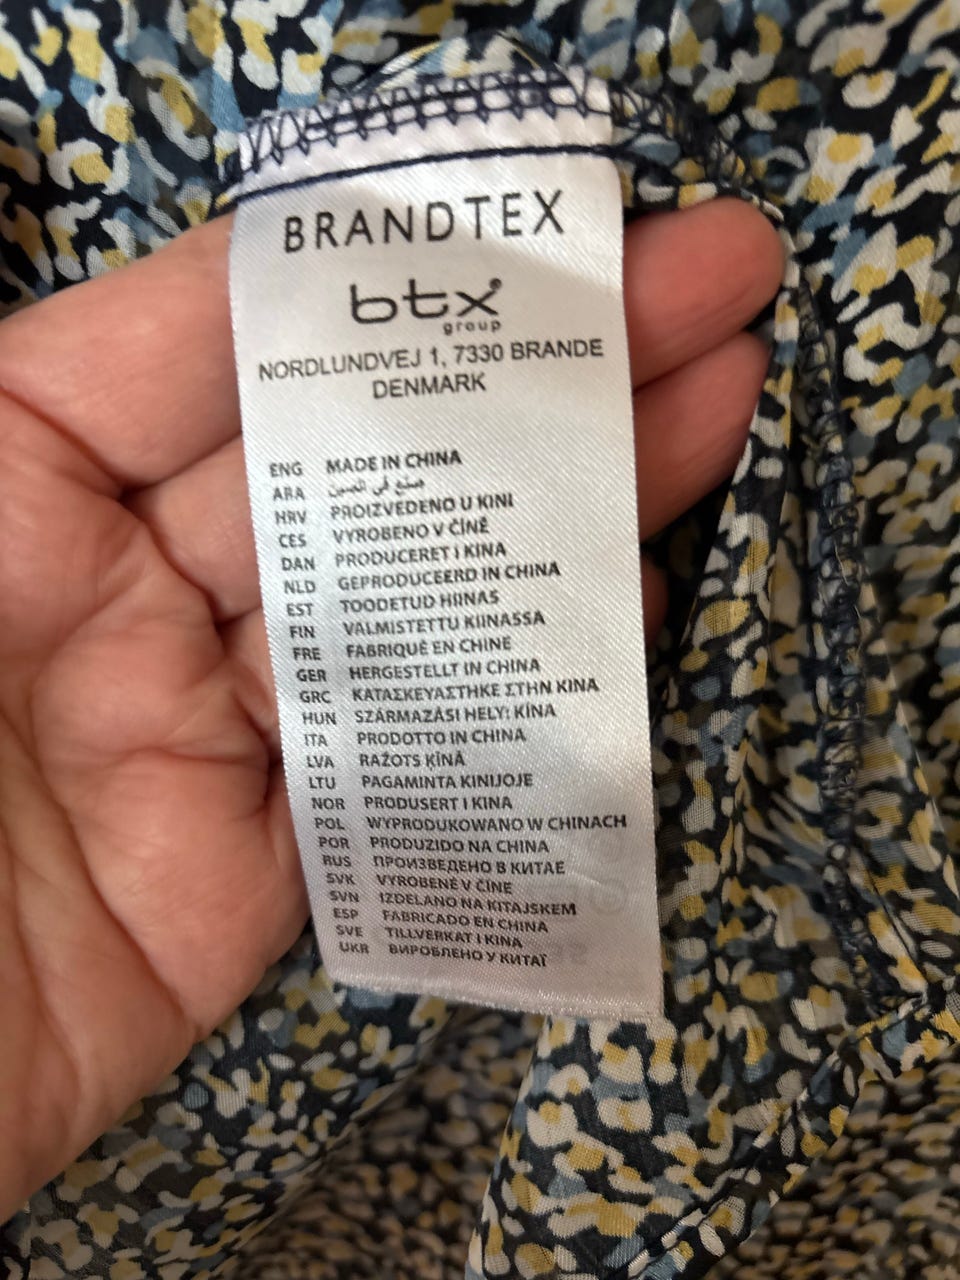 BRANDTEX
btx
group
NORDLUNDVEJ 1, 7330 BRANDE
DENMARK
ENG MADE IN CHINA
ARA صنع في الصين
HRV PROIZVEDENO U KINI
CES VYROBENO V ČÍNĚ
DAN PRODUCERET I KINA
NLD GEPRODUCEERD IN CHINA
EST TOODETUD HIINAS
FIN VALMISTETTU KIINASSA
FRE FABRIQUÉ EN CHINE
GER HERGESTELLT IN CHINA
GRC ΚΑΤΑΣΚΕΥΑΣΤΗΚΕ ΣΤΗΝ ΚΙΝΑ
HUN SZÁRMAZÁSI HELY: KÍNA
ITA PRODOTTO IN CHINA
LVA RAŽOTS ĶĪNĀ
LTU PAGAMINTA KINIJOJE
NOR PRODUSERT I KINA
POL WYPRODUKOWANO W CHINACH
POR PRODUZIDO NA CHINA
RUS ПРОИЗВЕДЕНО В КИТАЕ
SVK VYROBENÉ V ČÍNE
SVN IZDELANO NA KITAJSKEM
ESP FABRICADO EN CHINA
SVE TILLVERKAT I KINA
UKR ВИРОБЛЕНО У КИТАЇ